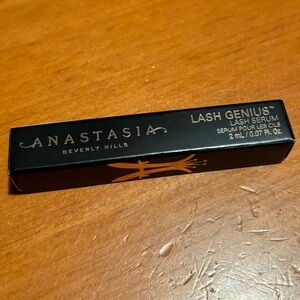 ANASTASIA
BEVERLY HILLS
LASH GENIUS™
LASH SERUM
SÉRUM POUR LES CILS
2 mL / 0.07 Fl. Oz.